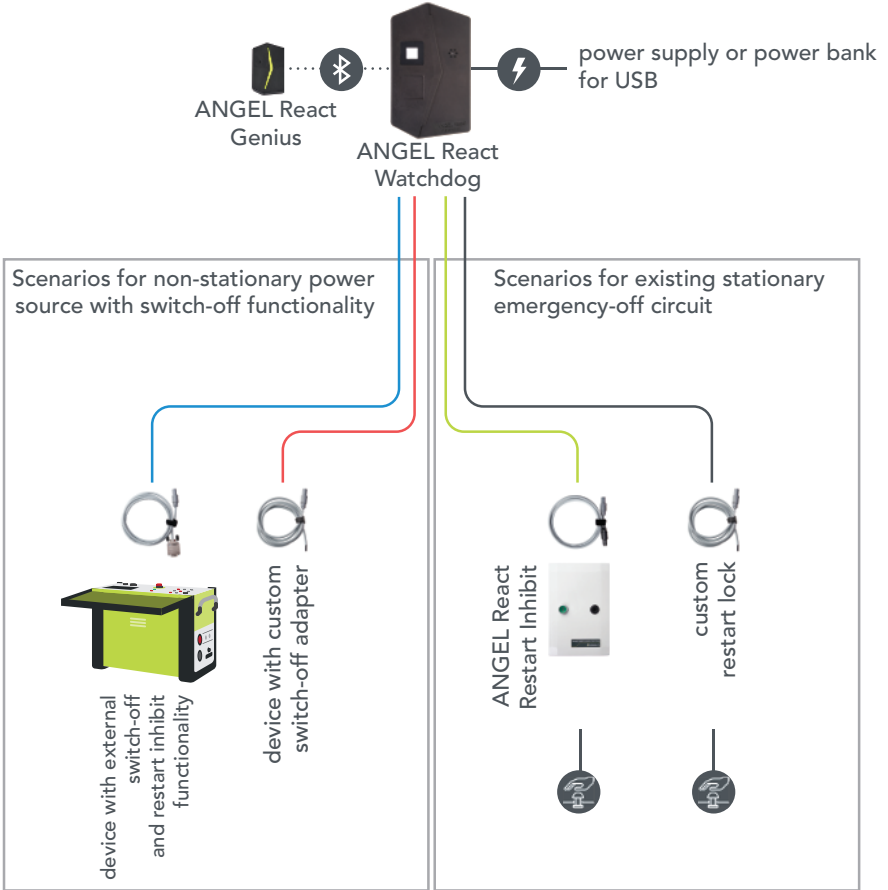 power supply or power bank
for USB
ANGEL React
Genius
ANGEL React
Watchdog
Scenarios for non-stationary power
source with switch-off functionality
Scenarios for existing stationary
emergency-off circuit
device with external
switch-off
and restart inhibit
functionality
device with custom
switch-off adapter
ANGEL React
Restart Inhibit
custom
restart lock